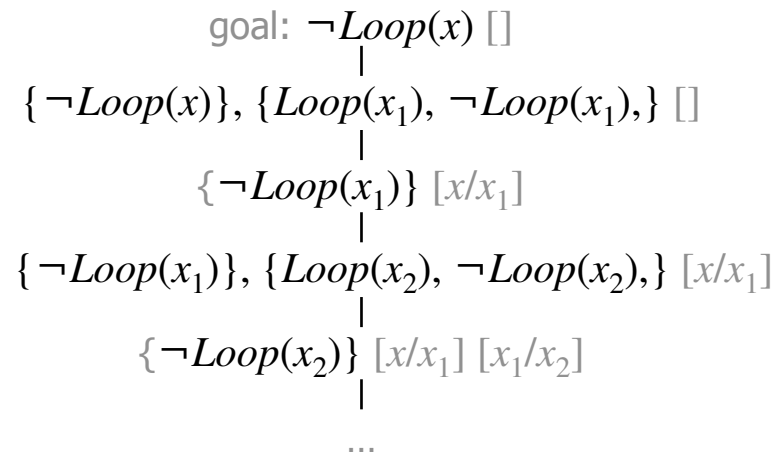 goal: ¬Loop(x) []
{¬Loop(x)}, {Loop(x₁), ¬Loop(x₁),} []
{¬Loop(x₁)} [x/x₁]
{¬Loop(x₁)}, {Loop(x₂), ¬Loop(x₂),} [x/x₁]
{¬Loop(x₂)} [x/x₁] [x₁/x₂]
...